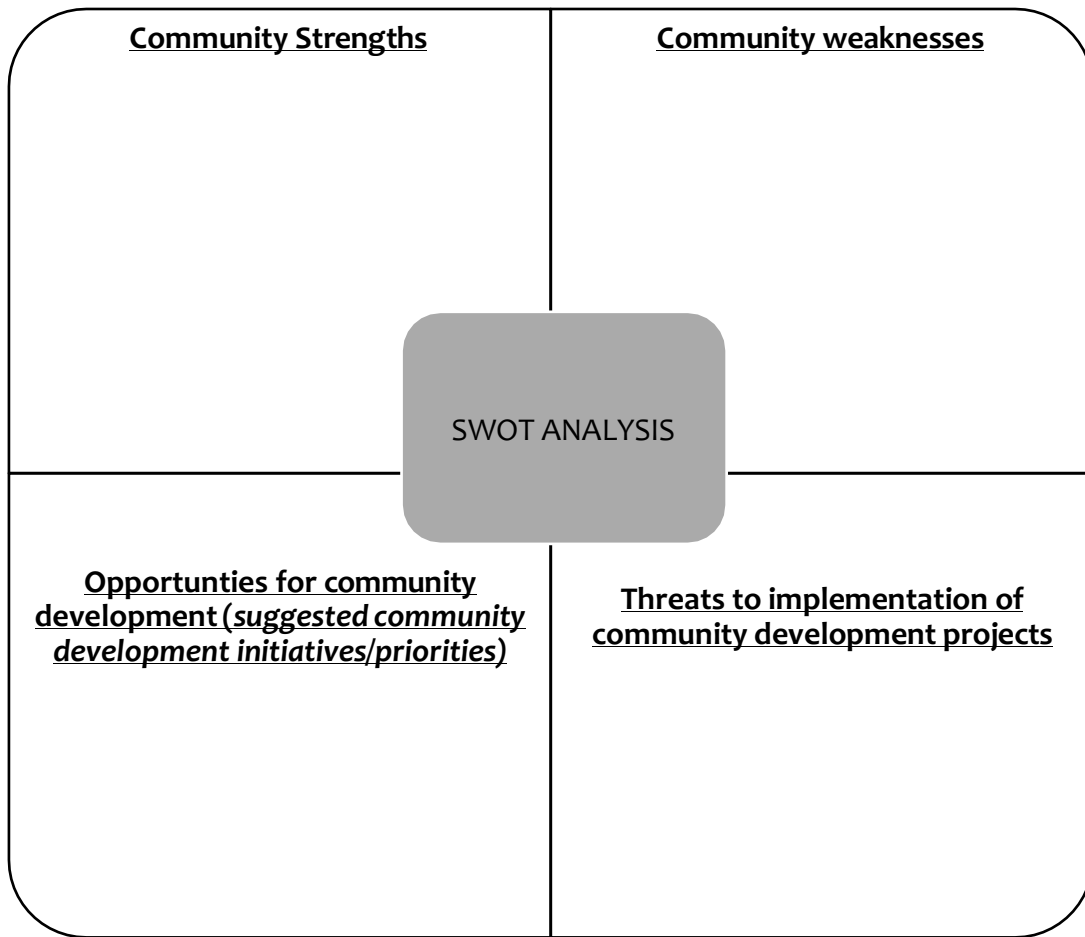 Community Strengths
Community weaknesses
SWOT ANALYSIS
Opportunties for community
development (suggested community
development initiatives/priorities)
Threats to implementation of
community development projects